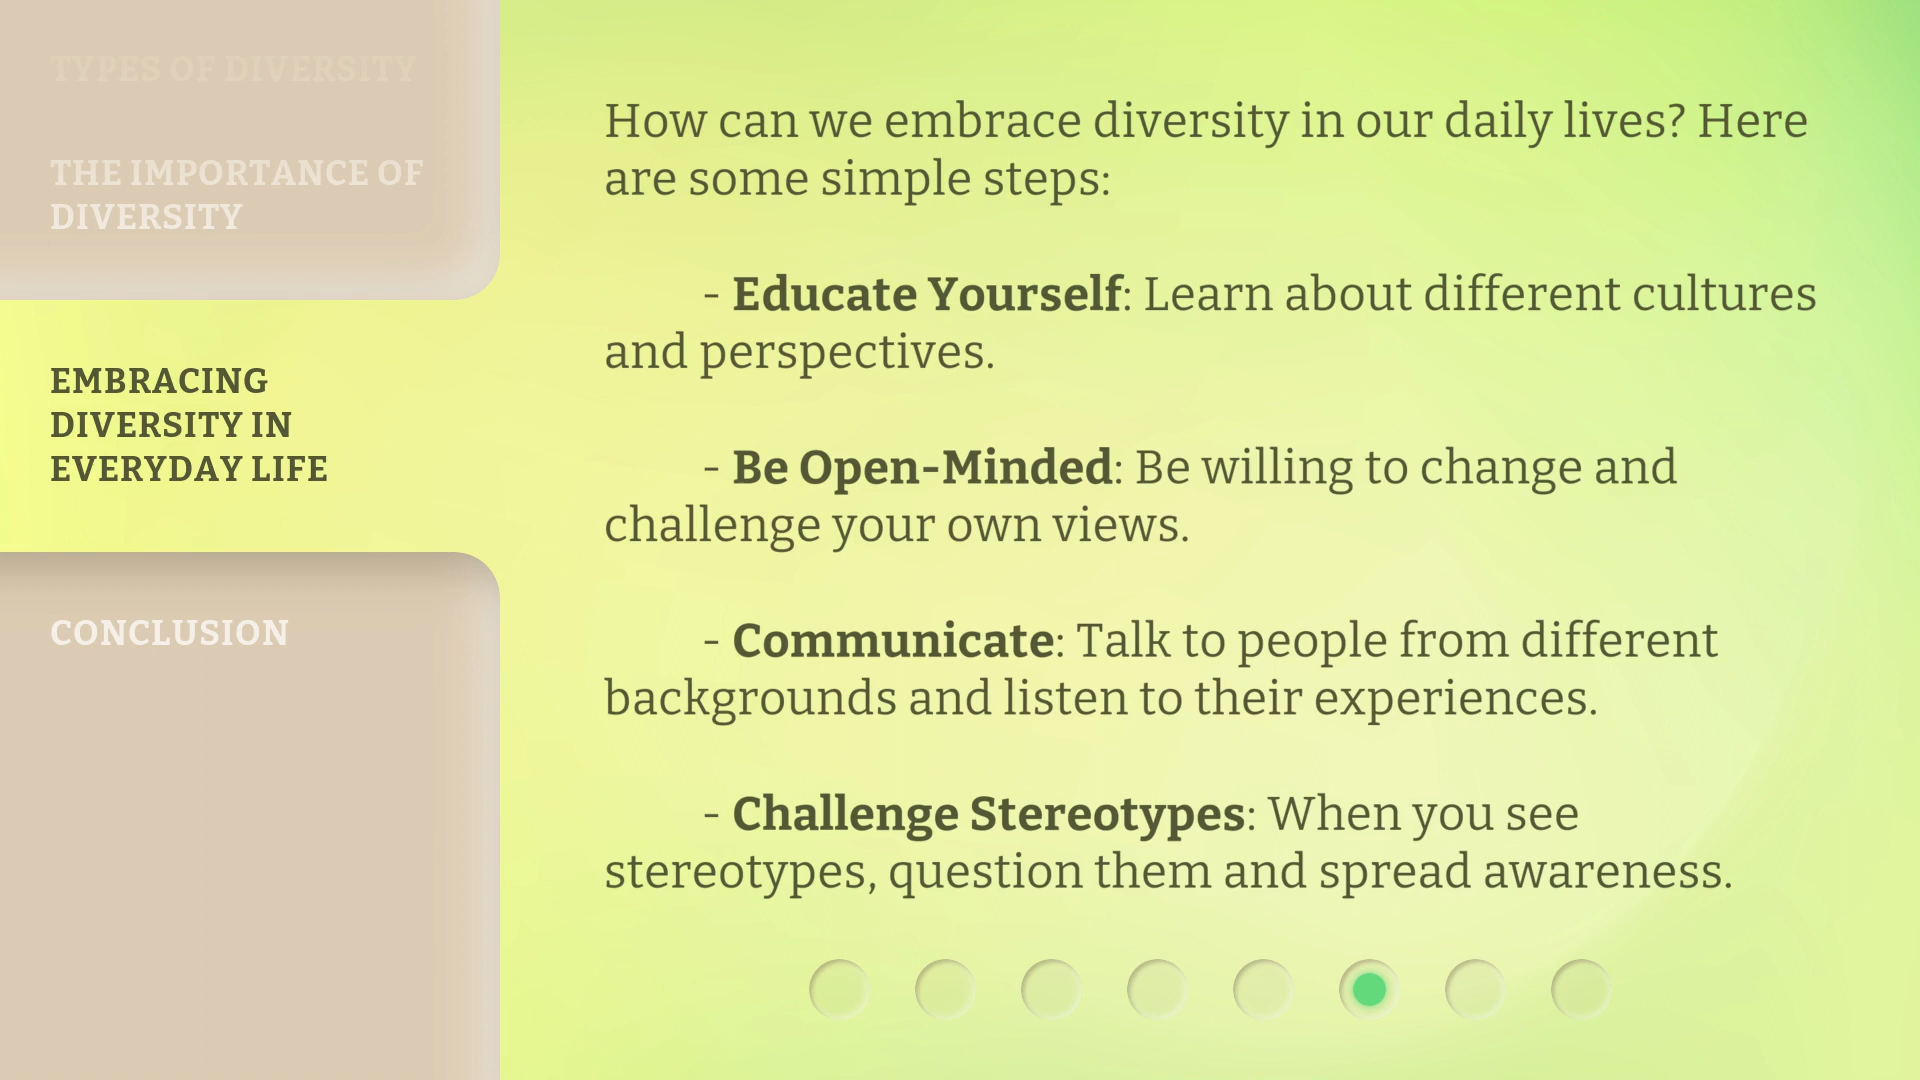 TYPES OF DIVERSITY
THE IMPORTANCE OF
DIVERSITY
EMBRACING
DIVERSITY IN
EVERYDAY LIFE
CONCLUSION
How can we embrace diversity in our daily lives? Here
are some simple steps:
- Educate Yourself: Learn about different cultures
and perspectives.
- Be Open-Minded: Be willing to change and
challenge your own views.
- Communicate: Talk to people from different
backgrounds and listen to their experiences.
- Challenge Stereotypes: When you see
stereotypes, question them and spread awareness.